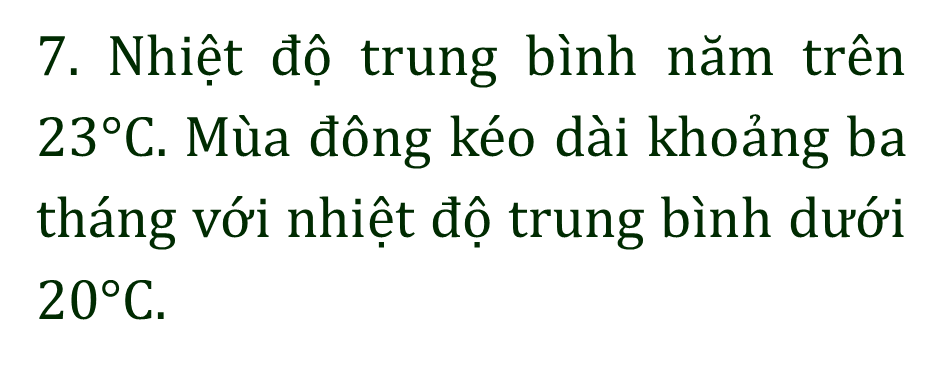 7. Nhiệt độ trung bình năm trên
23°C. Mùa đông kéo dài khoảng ba
tháng với nhiệt độ trung bình dưới
20°C.